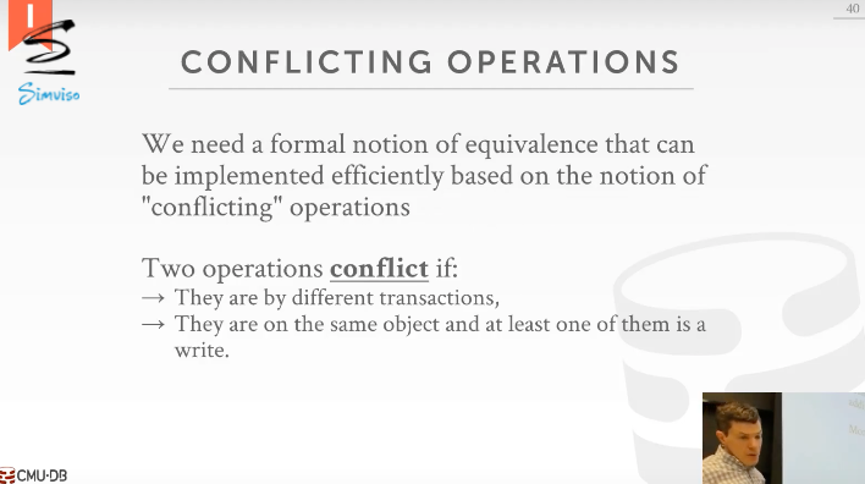 40
Simviso
CONFLICTING OPERATIONS
We need a formal notion of equivalence that can
be implemented efficiently based on the notion of
"conflicting" operations
Two operations conflict if:
→ They are by different transactions,
→ They are on the same object and at least one of them is a
write.
CMU·DB